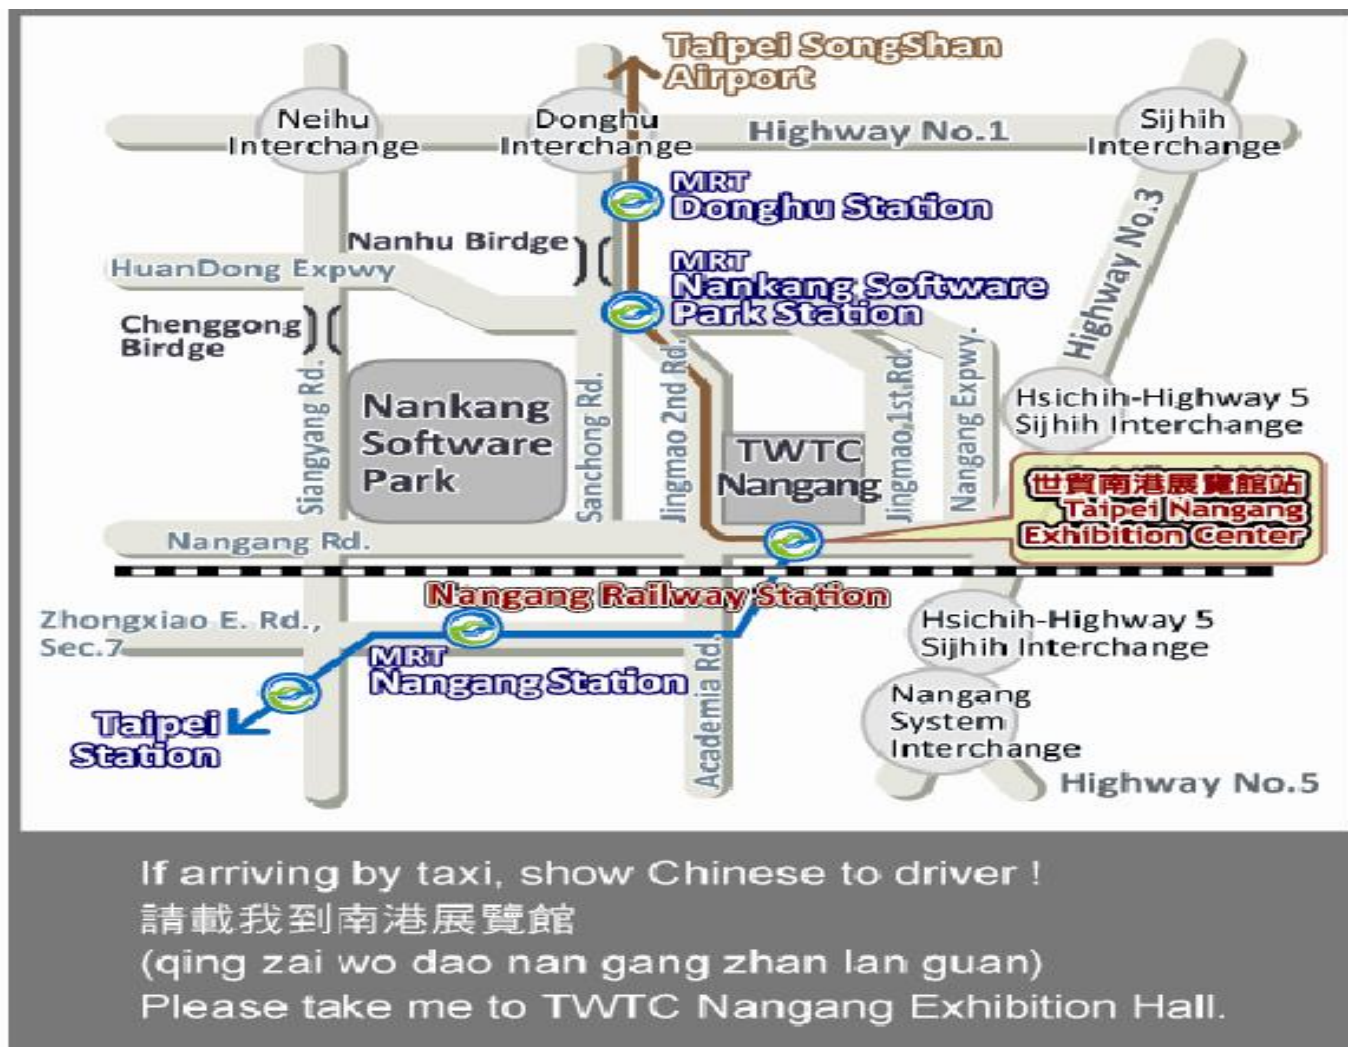 Taipei SongShan
Airport
Neihu
Interchange
Donghu
Interchange
Highway No.1
Sijhih
Interchange
MRT
Donghu Station
Highway No.3
Nanhu Birdge
HuanDong Expwy
MRT
Nankang Software
Park Station
Chenggong
Birdge
Siangyang Rd.
Nankang
Software
Park
Sanchong Rd.
Jingmao 2nd Rd.
TWTC
Nangang
Jingmao,1st.Rd.
Nangang Expwy.
Hsichih-Highway 5
Sijhih Interchange
世貿南港展覽館站
Taipei Nangang
Exhibition Center
Nangang Rd.
Nangang Railway Station
Zhongxiao E. Rd.,
Sec.7
MRT
Nangang Station
Academia Rd.
Hsichih-Highway 5
Sijhih Interchange
Nangang
System
Interchange
Taipei
Station
Highway No.5
If arriving by taxi, show Chinese to driver !
請載我到南港展覽館
(qing zai wo dao nan gang zhan lan guan)
Please take me to TWTC Nangang Exhibition Hall.